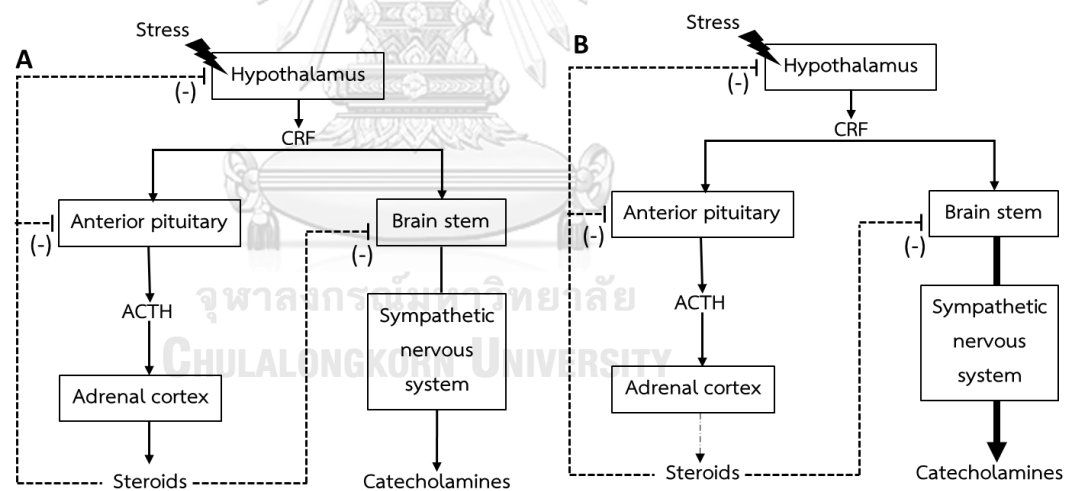 A
Stress
Hypothalamus
(-)
CRF
Anterior pituitary
(-)
Brain stem
(-)
ACTH
Sympathetic
nervous
system
Adrenal cortex
Steroids
Catecholamines
B
Stress
Hypothalamus
(-)
CRF
Anterior pituitary
(-)
Brain stem
(-)
ACTH
Sympathetic
nervous
system
Adrenal cortex
Steroids
Catecholamines
จุฬาลงกรณ์มหาวิทยาลัย
CHULALONGKORN UNIVERSITY